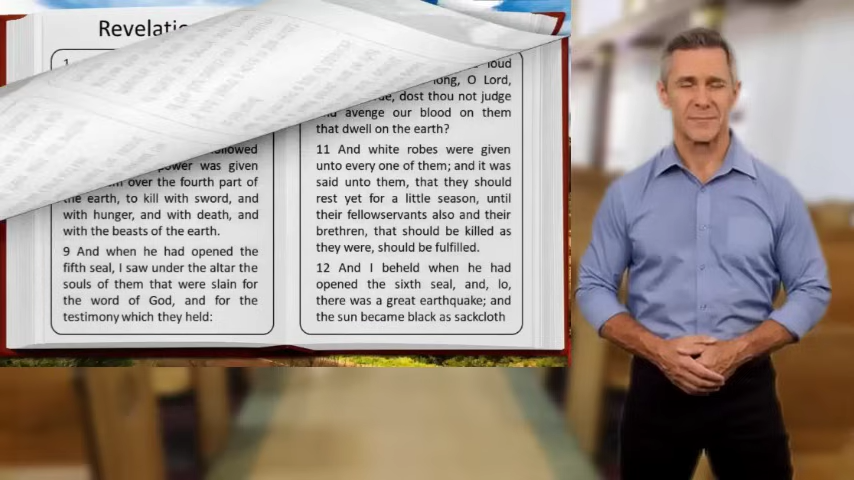 Revelatio
1
llowed
power was given
over the fourth part of
the earth, to kill with sword, and
with hunger, and with death, and
with the beasts of the earth.
9 And when he had opened the
fifth seal, I saw under the altar the
souls of them that were slain for
the word of God, and for the
testimony which they held:
loud
ong, O Lord,
dost thou not judge
avenge our blood on them
that dwell on the earth?
11 And white robes were given
unto every one of them; and it was
said unto them, that they should
rest yet for a little season, until
their fellowservants also and their
brethren, that should be killed as
they were, should be fulfilled.
12 And I beheld when he had
opened the sixth seal, and, lo,
there was a great earthquake; and
the sun became black as sackcloth